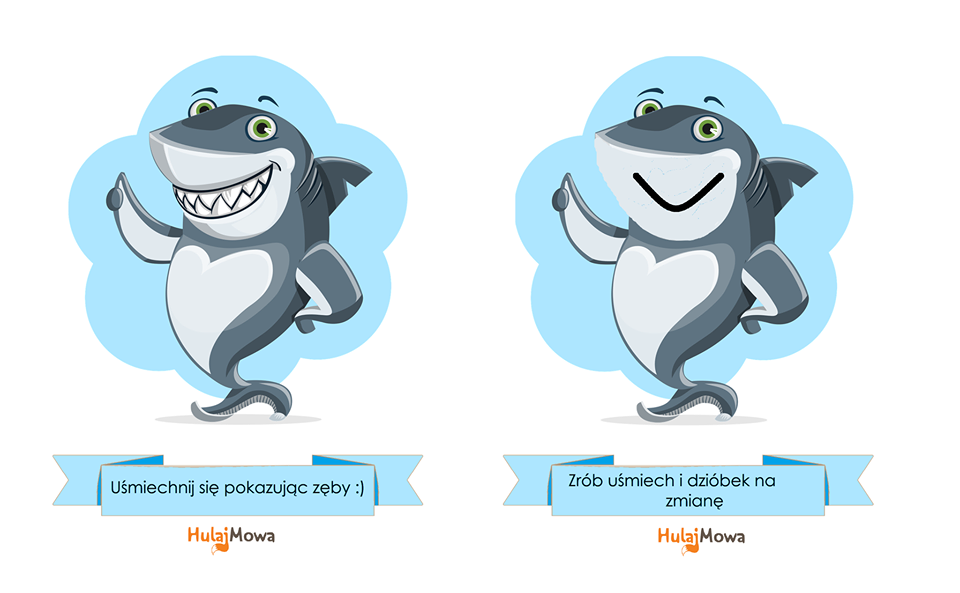 Uśmiechnij się pokazując zęby :)
HulajMowa
Zrób uśmiech i dzióbek na
zmianę
HulajMowa